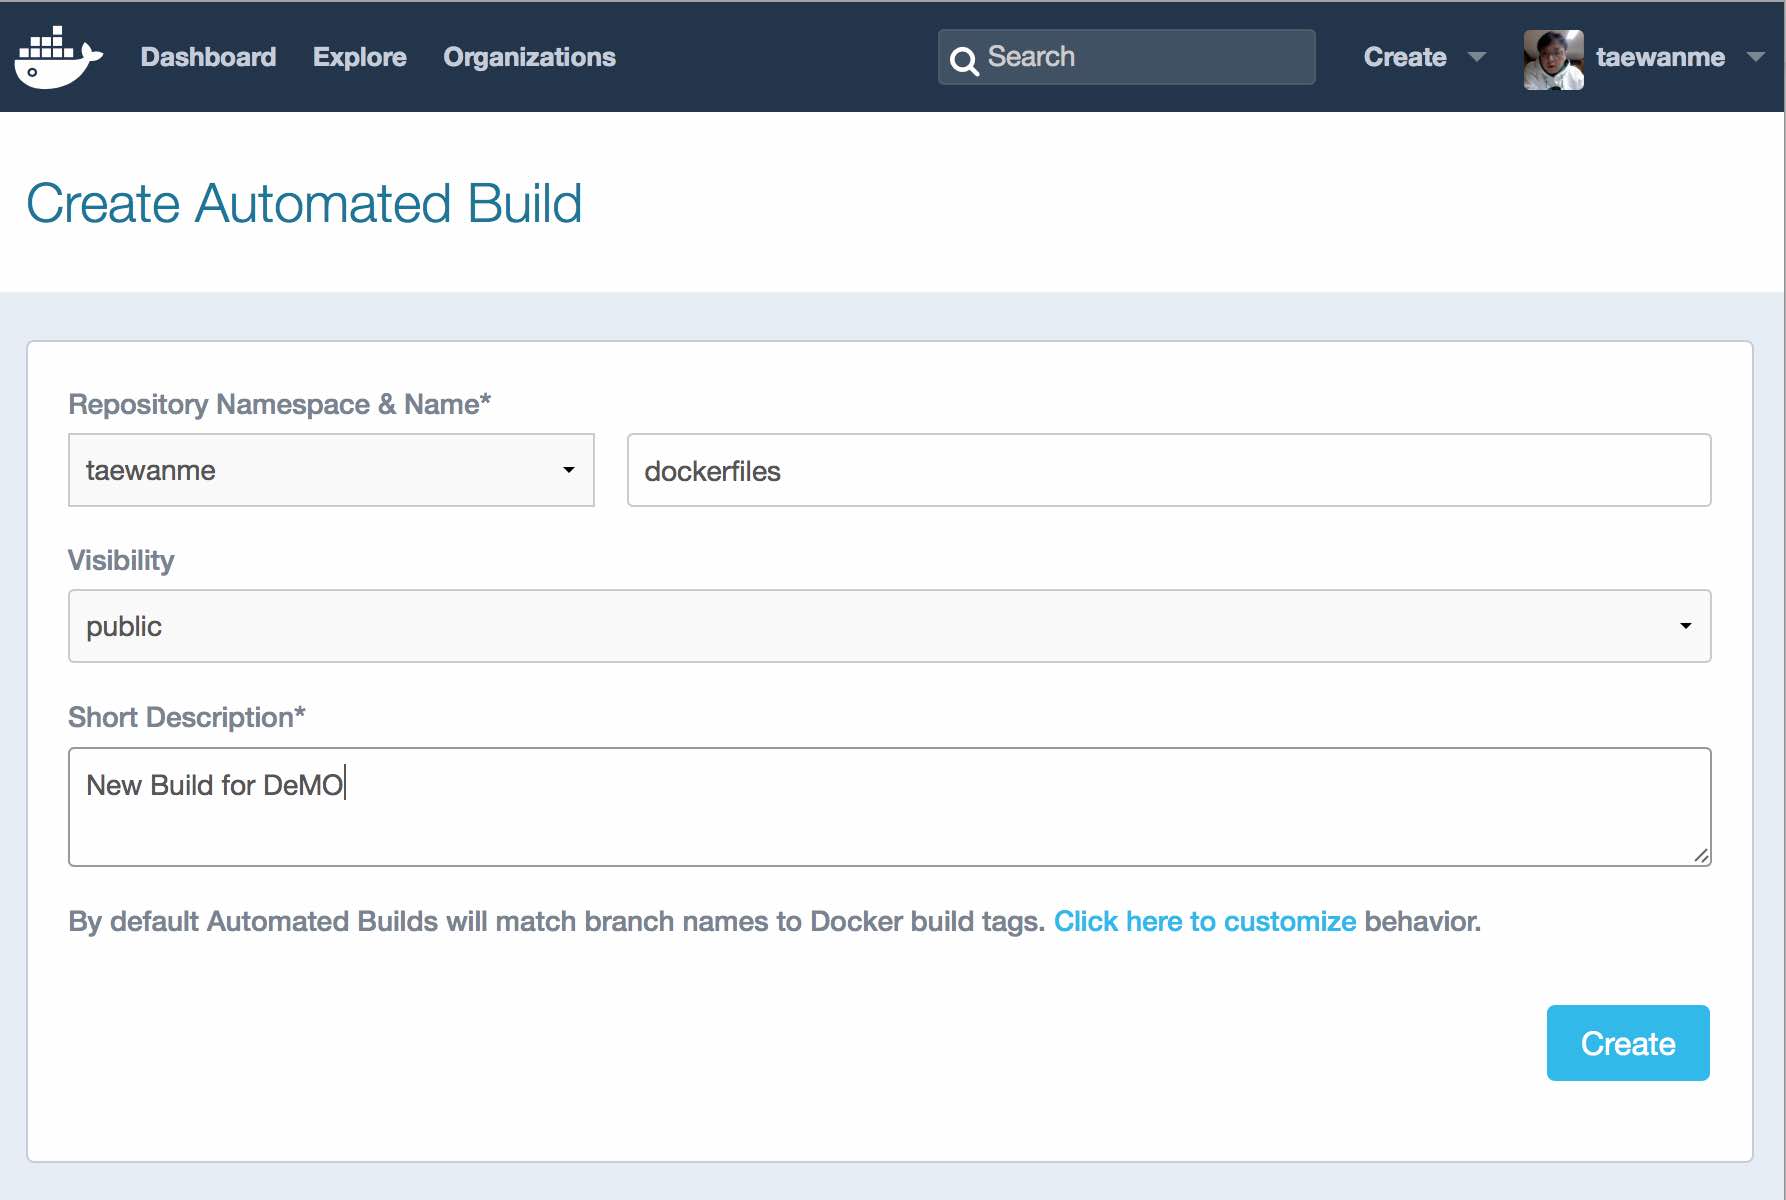 Dashboard Explore Organizations Search Create taewanme
Create Automated Build
Repository Namespace & Name*
taewanme dockerfiles
Visibility
public
Short Description*
New Build for DeMO
By default Automated Builds will match branch names to Docker build tags. Click here to customize behavior.
Create